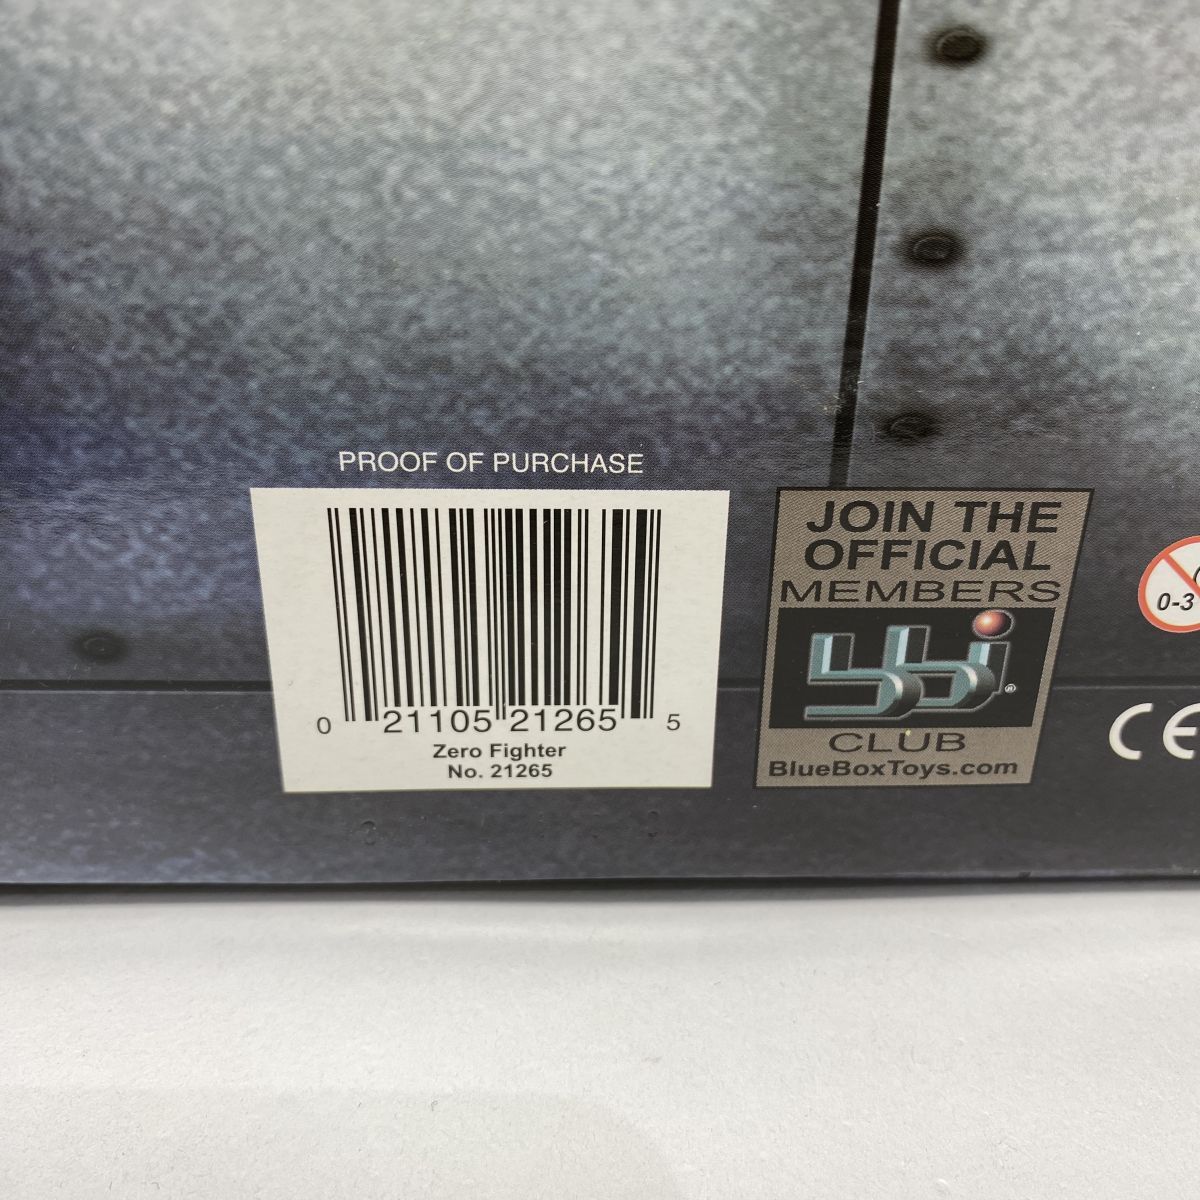 PROOF OF PURCHASE
0 21105 21265 5
Zero Fighter
No. 21265
JOIN THE
OFFICIAL
MEMBERS
bbi
®
CLUB
BlueBoxToys.com
0-3
CE